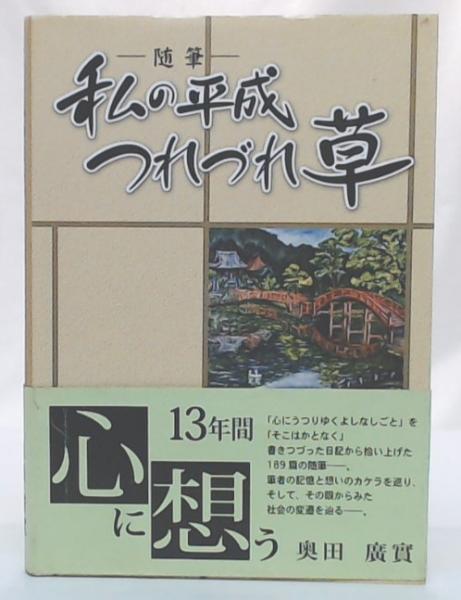 ―随筆―
私の平成
つれづれ草
13年間
心に想う
「心にうつりゆくよしなしごと」を
「そこはかとなく」
書きつづった日記から拾い上げた
189篇の随筆――。
筆者の記憶と想いのカケラを巡り、
そして、その眼からみた
社会の変遷を辿る――。
奥田 廣實